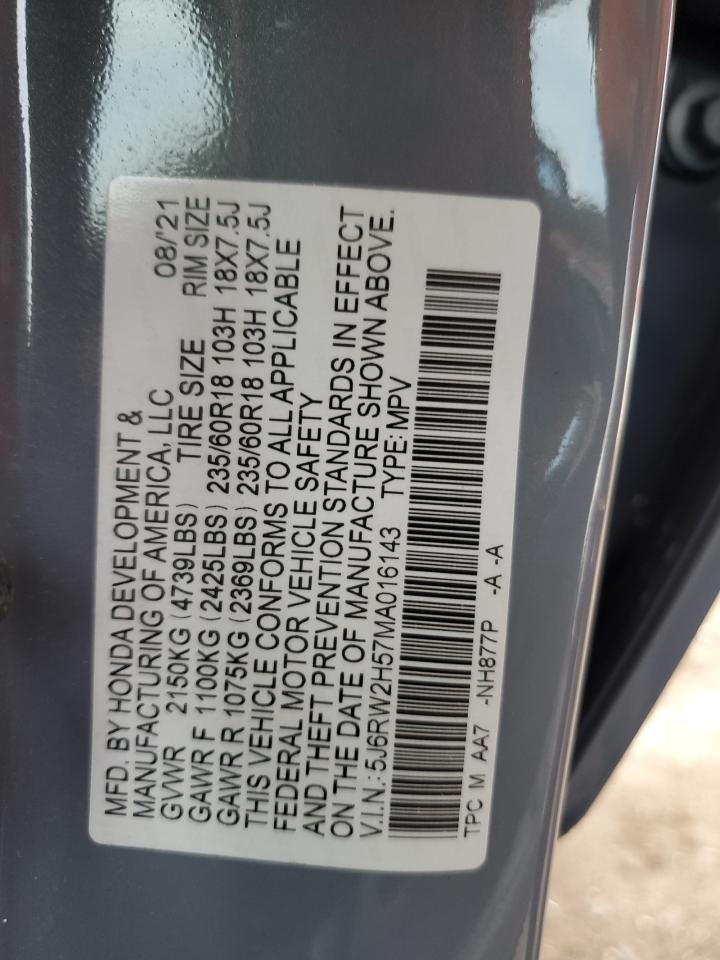 MFD. BY HONDA DEVELOPMENT &
MANUFACTURING OF AMERICA, LLC 08/'21
GVWR 2150KG (4739LBS) TIRE SIZE RIM SIZE
GAWR F 1100KG (2425LBS) 235/60R18 103H 18X7.5J
GAWR R 1075KG (2369LBS) 235/60R18 103H 18X7.5J
THIS VEHICLE CONFORMS TO ALL APPLICABLE
FEDERAL MOTOR VEHICLE SAFETY
AND THEFT PREVENTION STANDARDS IN EFFECT
ON THE DATE OF MANUFACTURE SHOWN ABOVE.
V.I.N.: 5J6RW2H57MA016143 TYPE: MPV
TPC M AA7 -NH877P -A -A